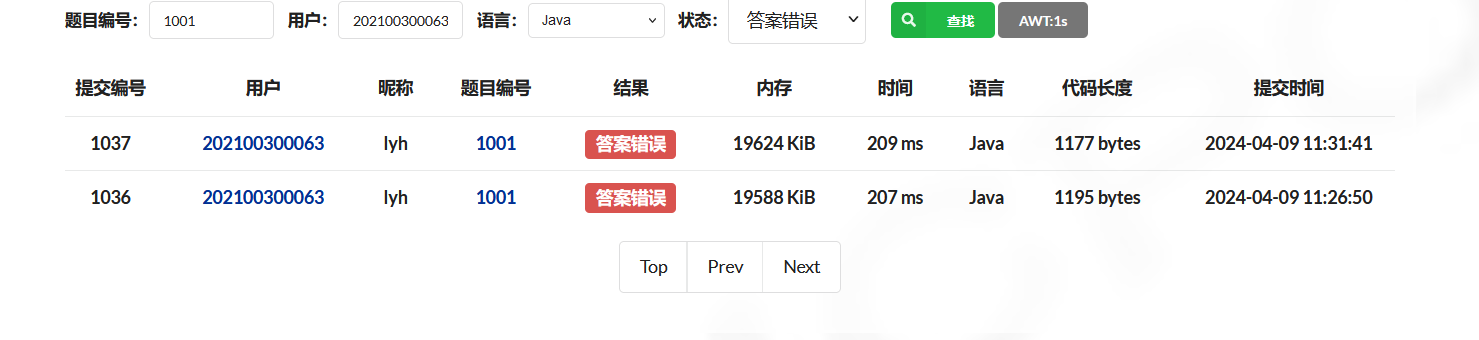 题目编号： 1001 用户： 202100300063 语言： Java 状态： 答案错误 查找 AWT:1s
提交编号 用户 昵称 题目编号 结果 内存 时间 语言 代码长度 提交时间
1037 202100300063 lyh 1001 答案错误 19624 KiB 209 ms Java 1177 bytes 2024-04-09 11:31:41
1036 202100300063 lyh 1001 答案错误 19588 KiB 207 ms Java 1195 bytes 2024-04-09 11:26:50
Top Prev Next